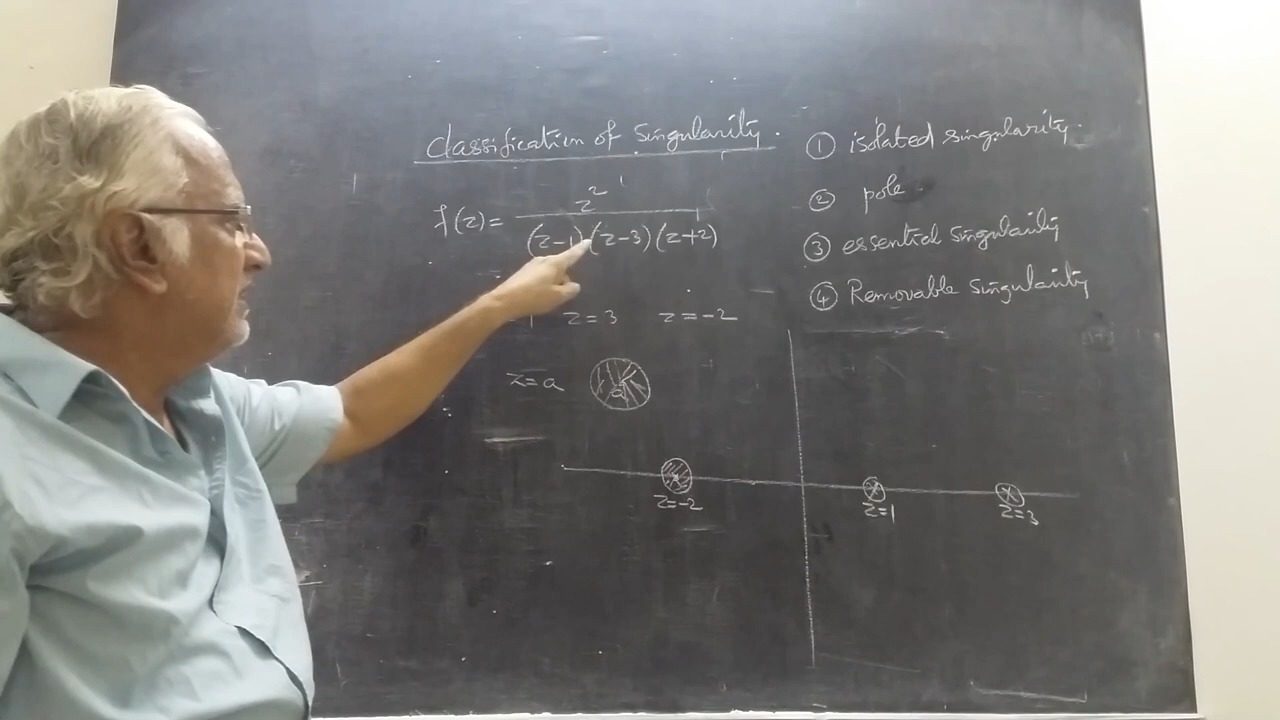 Classification of Singularity.
f(z) = z² / (z-1)(z-3)(z+2)
1 z=3 z=-2
z=a
a
z=-2 z=1 z=3
① isolated singularity.
② pole.
③ essential singularity
④ Removable singularity